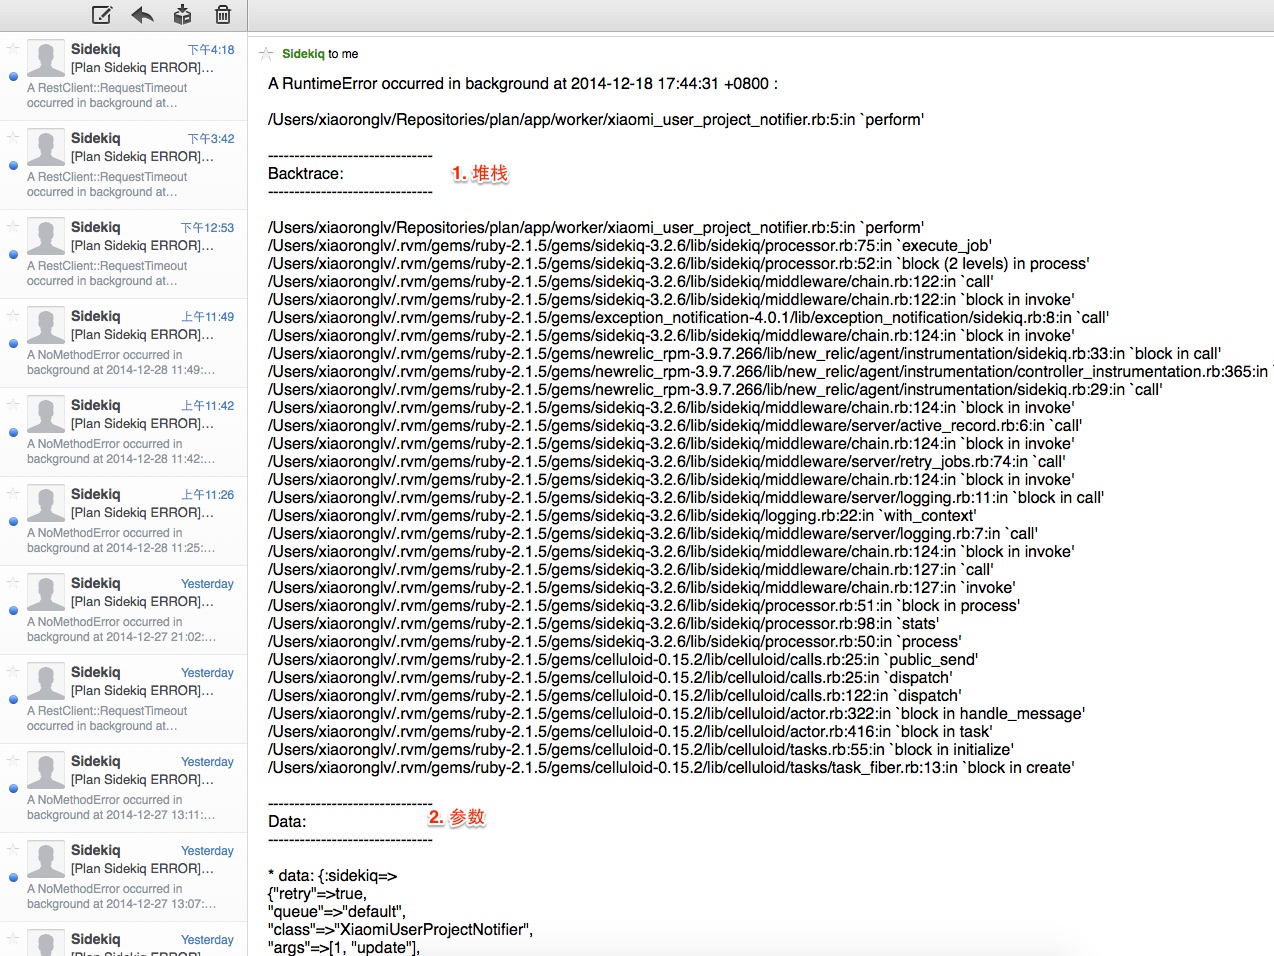 Sidekiq 下午4:18
[Plan Sidekiq ERROR]...
A RestClient::RequestTimeout
occurred in background at...
Sidekiq 下午3:42
[Plan Sidekiq ERROR]...
A RestClient::RequestTimeout
occurred in background at...
Sidekiq 下午12:53
[Plan Sidekiq ERROR]...
A RestClient::RequestTimeout
occurred in background at...
Sidekiq 上午11:49
[Plan Sidekiq ERROR]...
A NoMethodError occurred in
background at 2014-12-28 11:49:...
Sidekiq 上午11:42
[Plan Sidekiq ERROR]...
A NoMethodError occurred in
background at 2014-12-28 11:42:...
Sidekiq 上午11:26
[Plan Sidekiq ERROR]...
A NoMethodError occurred in
background at 2014-12-28 11:25:...
Sidekiq Yesterday
[Plan Sidekiq ERROR]...
A NoMethodError occurred in
background at 2014-12-27 21:02:...
Sidekiq Yesterday
[Plan Sidekiq ERROR]...
A RestClient::RequestTimeout
occurred in background at...
Sidekiq Yesterday
[Plan Sidekiq ERROR]...
A NoMethodError occurred in
background at 2014-12-27 13:11:...
Sidekiq Yesterday
[Plan Sidekiq ERROR]...
A NoMethodError occurred in
background at 2014-12-27 13:07:...
Sidekiq Yesterday
[Plan Sidekiq ERROR]...
Sidekiq to me
A RuntimeError occurred in background at 2014-12-18 17:44:31 +0800 :
/Users/xiaoronglv/Repositories/plan/app/worker/xiaomi_user_project_notifier.rb:5:in `perform'
-------------------------------
Backtrace: 1. 堆栈
-------------------------------
/Users/xiaoronglv/Repositories/plan/app/worker/xiaomi_user_project_notifier.rb:5:in `perform'
/Users/xiaoronglv/.rvm/gems/ruby-2.1.5/gems/sidekiq-3.2.6/lib/sidekiq/processor.rb:75:in `execute_job'
/Users/xiaoronglv/.rvm/gems/ruby-2.1.5/gems/sidekiq-3.2.6/lib/sidekiq/processor.rb:52:in `block (2 levels) in process'
/Users/xiaoronglv/.rvm/gems/ruby-2.1.5/gems/sidekiq-3.2.6/lib/sidekiq/middleware/chain.rb:122:in `call'
/Users/xiaoronglv/.rvm/gems/ruby-2.1.5/gems/sidekiq-3.2.6/lib/sidekiq/middleware/chain.rb:122:in `block in invoke'
/Users/xiaoronglv/.rvm/gems/ruby-2.1.5/gems/exception_notification-4.0.1/lib/exception_notification/sidekiq.rb:8:in `call'
/Users/xiaoronglv/.rvm/gems/ruby-2.1.5/gems/sidekiq-3.2.6/lib/sidekiq/middleware/chain.rb:124:in `block in invoke'
/Users/xiaoronglv/.rvm/gems/ruby-2.1.5/gems/newrelic_rpm-3.9.7.266/lib/new_relic/agent/instrumentation/sidekiq.rb:33:in `block in call'
/Users/xiaoronglv/.rvm/gems/ruby-2.1.5/gems/newrelic_rpm-3.9.7.266/lib/new_relic/agent/instrumentation/controller_instrumentation.rb:365:in `
/Users/xiaoronglv/.rvm/gems/ruby-2.1.5/gems/newrelic_rpm-3.9.7.266/lib/new_relic/agent/instrumentation/sidekiq.rb:29:in `call'
/Users/xiaoronglv/.rvm/gems/ruby-2.1.5/gems/sidekiq-3.2.6/lib/sidekiq/middleware/chain.rb:124:in `block in invoke'
/Users/xiaoronglv/.rvm/gems/ruby-2.1.5/gems/sidekiq-3.2.6/lib/sidekiq/middleware/server/active_record.rb:6:in `call'
/Users/xiaoronglv/.rvm/gems/ruby-2.1.5/gems/sidekiq-3.2.6/lib/sidekiq/middleware/chain.rb:124:in `block in invoke'
/Users/xiaoronglv/.rvm/gems/ruby-2.1.5/gems/sidekiq-3.2.6/lib/sidekiq/middleware/server/retry_jobs.rb:74:in `call'
/Users/xiaoronglv/.rvm/gems/ruby-2.1.5/gems/sidekiq-3.2.6/lib/sidekiq/middleware/chain.rb:124:in `block in invoke'
/Users/xiaoronglv/.rvm/gems/ruby-2.1.5/gems/sidekiq-3.2.6/lib/sidekiq/middleware/server/logging.rb:11:in `block in call'
/Users/xiaoronglv/.rvm/gems/ruby-2.1.5/gems/sidekiq-3.2.6/lib/sidekiq/logging.rb:22:in `with_context'
/Users/xiaoronglv/.rvm/gems/ruby-2.1.5/gems/sidekiq-3.2.6/lib/sidekiq/middleware/server/logging.rb:7:in `call'
/Users/xiaoronglv/.rvm/gems/ruby-2.1.5/gems/sidekiq-3.2.6/lib/sidekiq/middleware/chain.rb:124:in `block in invoke'
/Users/xiaoronglv/.rvm/gems/ruby-2.1.5/gems/sidekiq-3.2.6/lib/sidekiq/middleware/chain.rb:127:in `call'
/Users/xiaoronglv/.rvm/gems/ruby-2.1.5/gems/sidekiq-3.2.6/lib/sidekiq/middleware/chain.rb:127:in `invoke'
/Users/xiaoronglv/.rvm/gems/ruby-2.1.5/gems/sidekiq-3.2.6/lib/sidekiq/processor.rb:51:in `block in process'
/Users/xiaoronglv/.rvm/gems/ruby-2.1.5/gems/sidekiq-3.2.6/lib/sidekiq/processor.rb:98:in `stats'
/Users/xiaoronglv/.rvm/gems/ruby-2.1.5/gems/sidekiq-3.2.6/lib/sidekiq/processor.rb:50:in `process'
/Users/xiaoronglv/.rvm/gems/ruby-2.1.5/gems/celluloid-0.15.2/lib/celluloid/calls.rb:25:in `public_send'
/Users/xiaoronglv/.rvm/gems/ruby-2.1.5/gems/celluloid-0.15.2/lib/celluloid/calls.rb:25:in `dispatch'
/Users/xiaoronglv/.rvm/gems/ruby-2.1.5/gems/celluloid-0.15.2/lib/celluloid/calls.rb:122:in `dispatch'
/Users/xiaoronglv/.rvm/gems/ruby-2.1.5/gems/celluloid-0.15.2/lib/celluloid/actor.rb:322:in `block in handle_message'
/Users/xiaoronglv/.rvm/gems/ruby-2.1.5/gems/celluloid-0.15.2/lib/celluloid/actor.rb:416:in `block in task'
/Users/xiaoronglv/.rvm/gems/ruby-2.1.5/gems/celluloid-0.15.2/lib/celluloid/tasks.rb:55:in `block in initialize'
/Users/xiaoronglv/.rvm/gems/ruby-2.1.5/gems/celluloid-0.15.2/lib/celluloid/tasks/task_fiber.rb:13:in `block in create'
-------------------------------
Data: 2. 参数
-------------------------------
* data: {:sidekiq=>
{"retry"=>true,
"queue"=>"default",
"class"=>"XiaomiUserProjectNotifier",
"args"=>[1, "update"],